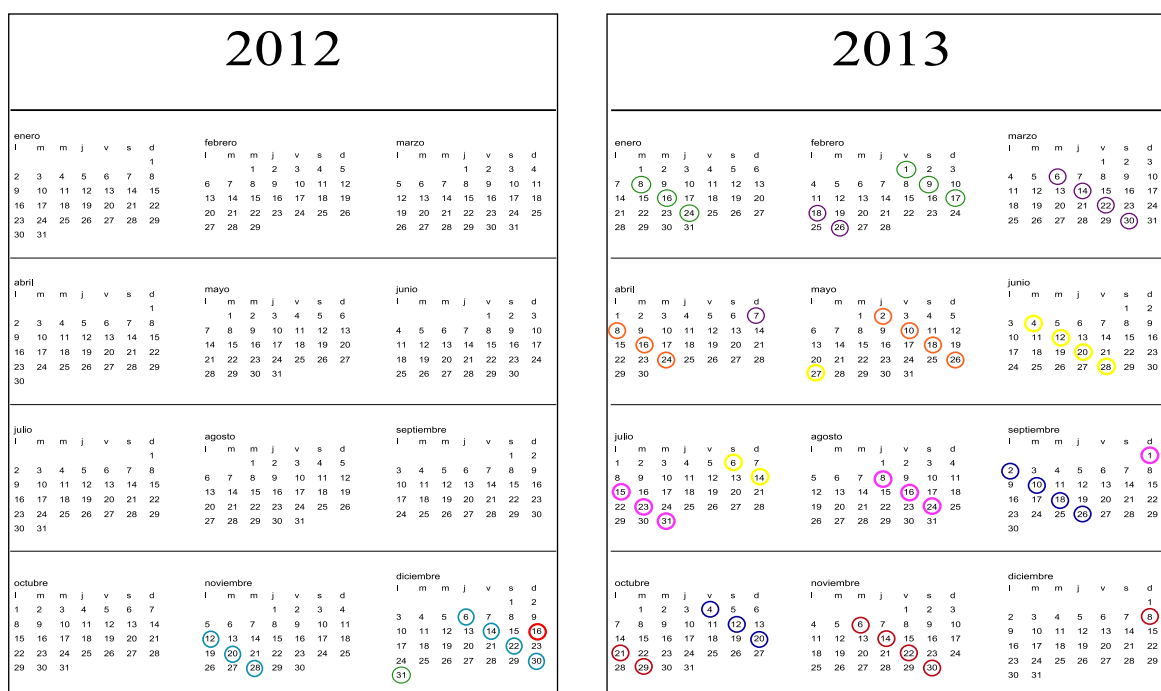 2012
enero
l m m j v s d
1
2 3 4 5 6 7 8
9 10 11 12 13 14 15
16 17 18 19 20 21 22
23 24 25 26 27 28 29
30 31
febrero
l m m j v s d
1 2 3 4 5
6 7 8 9 10 11 12
13 14 15 16 17 18 19
20 21 22 23 24 25 26
27 28 29
marzo
l m m j v s d
1 2 3 4
5 6 7 8 9 10 11
12 13 14 15 16 17 18
19 20 21 22 23 24 25
26 27 28 29 30 31
abril
l m m j v s d
1
2 3 4 5 6 7 8
9 10 11 12 13 14 15
16 17 18 19 20 21 22
23 24 25 26 27 28 29
30
mayo
l m m j v s d
1 2 3 4 5 6
7 8 9 10 11 12 13
14 15 16 17 18 19 20
21 22 23 24 25 26 27
28 29 30 31
junio
l m m j v s d
1 2 3
4 5 6 7 8 9 10
11 12 13 14 15 16 17
18 19 20 21 22 23 24
25 26 27 28 29 30
julio
l m m j v s d
1
2 3 4 5 6 7 8
9 10 11 12 13 14 15
16 17 18 19 20 21 22
23 24 25 26 27 28 29
30 31
agosto
l m m j v s d
1 2 3 4 5
6 7 8 9 10 11 12
13 14 15 16 17 18 19
20 21 22 23 24 25 26
27 28 29 30 31
septiembre
l m m j v s d
1 2
3 4 5 6 7 8 9
10 11 12 13 14 15 16
17 18 19 20 21 22 23
24 25 26 27 28 29 30
octubre
l m m j v s d
1 2 3 4 5 6 7
8 9 10 11 12 13 14
15 16 17 18 19 20 21
22 23 24 25 26 27 28
29 30 31
noviembre
l m m j v s d
1 2 3 4
5 6 7 8 9 10 11
12 13 14 15 16 17 18
19 20 21 22 23 24 25
26 27 28 29 30
diciembre
l m m j v s d
1 2
3 4 5 6 7 8 9
10 11 12 13 14 15 16
17 18 19 20 21 22 23
24 25 26 27 28 29 30
31
2013
enero
l m m j v s d
1 2 3 4 5 6
7 8 9 10 11 12 13
14 15 16 17 18 19 20
21 22 23 24 25 26 27
28 29 30 31
febrero
l m m j v s d
1 2 3
4 5 6 7 8 9 10
11 12 13 14 15 16 17
18 19 20 21 22 23 24
25 26 27 28
marzo
l m m j v s d
1 2 3
4 5 6 7 8 9 10
11 12 13 14 15 16 17
18 19 20 21 22 23 24
25 26 27 28 29 30 31
abril
l m m j v s d
1 2 3 4 5 6 7
8 9 10 11 12 13 14
15 16 17 18 19 20 21
22 23 24 25 26 27 28
29 30
mayo
l m m j v s d
1 2 3 4 5
6 7 8 9 10 11 12
13 14 15 16 17 18 19
20 21 22 23 24 25 26
27 28 29 30 31
junio
l m m j v s d
1 2
3 4 5 6 7 8 9
10 11 12 13 14 15 16
17 18 19 20 21 22 23
24 25 26 27 28 29 30
julio
l m m j v s d
1 2 3 4 5 6 7
8 9 10 11 12 13 14
15 16 17 18 19 20 21
22 23 24 25 26 27 28
29 30 31
agosto
l m m j v s d
1 2 3 4
5 6 7 8 9 10 11
12 13 14 15 16 17 18
19 20 21 22 23 24 25
26 27 28 29 30 31
septiembre
l m m j v s d
1
2 3 4 5 6 7 8
9 10 11 12 13 14 15
16 17 18 19 20 21 22
23 24 25 26 27 28 29
30
octubre
l m m j v s d
1 2 3 4 5 6
7 8 9 10 11 12 13
14 15 16 17 18 19 20
21 22 23 24 25 26 27
28 29 30 31
noviembre
l m m j v s d
1 2 3
4 5 6 7 8 9 10
11 12 13 14 15 16 17
18 19 20 21 22 23 24
25 26 27 28 29 30
diciembre
l m m j v s d
1
2 3 4 5 6 7 8
9 10 11 12 13 14 15
16 17 18 19 20 21 22
23 24 25 26 27 28 29
30 31